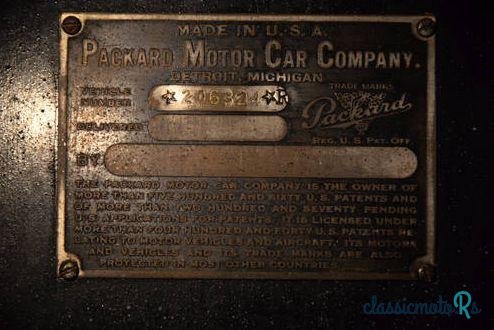 MADE IN U.S.A.
PACKARD MOTOR CAR COMPANY.
DETROIT, MICHIGAN
VEHICLE NUMBER ☆20632☆R
TRADE MARKS
Packard
REG. U.S. PAT. OFF
DELIVERED
BY
THE PACKARD MOTOR CAR COMPANY IS THE OWNER OF
MORE THAN FIVE HUNDRED AND SIXTY U.S. PATENTS AND
OF MORE THAN TWO HUNDRED AND SEVENTY PENDING
U.S. APPLICATIONS FOR PATENTS. IT IS LICENSED UNDER
MORE THAN FOUR HUNDRED AND FORTY U.S. PATENTS RE-
LATING TO MOTOR VEHICLES AND AIRCRAFT. ITS MOTORS
AND VEHICLES AND ITS TRADE MARKS ARE ALSO
PROTECTED IN MOST OTHER COUNTRIES
classicmotoRs